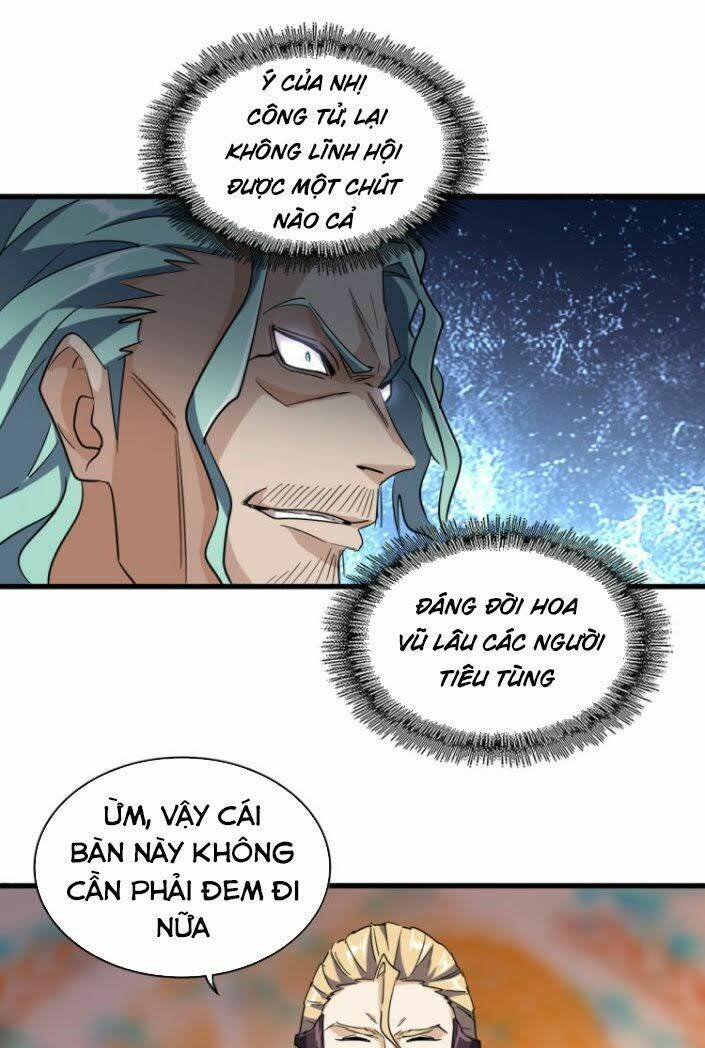 Ý CỦA NHỊ
CÔNG TỬ, LẠI
KHÔNG LĨNH HỘI
ĐƯỢC MỘT CHÚT
NÀO CẢ
ĐÁNG ĐỜI HOA
VŨ LÂU CÁC NGƯỜI
TIÊU TÙNG
ỪM, VẬY CÁI
BÀN NÀY KHÔNG
CẦN PHẢI ĐEM ĐI
NỮA